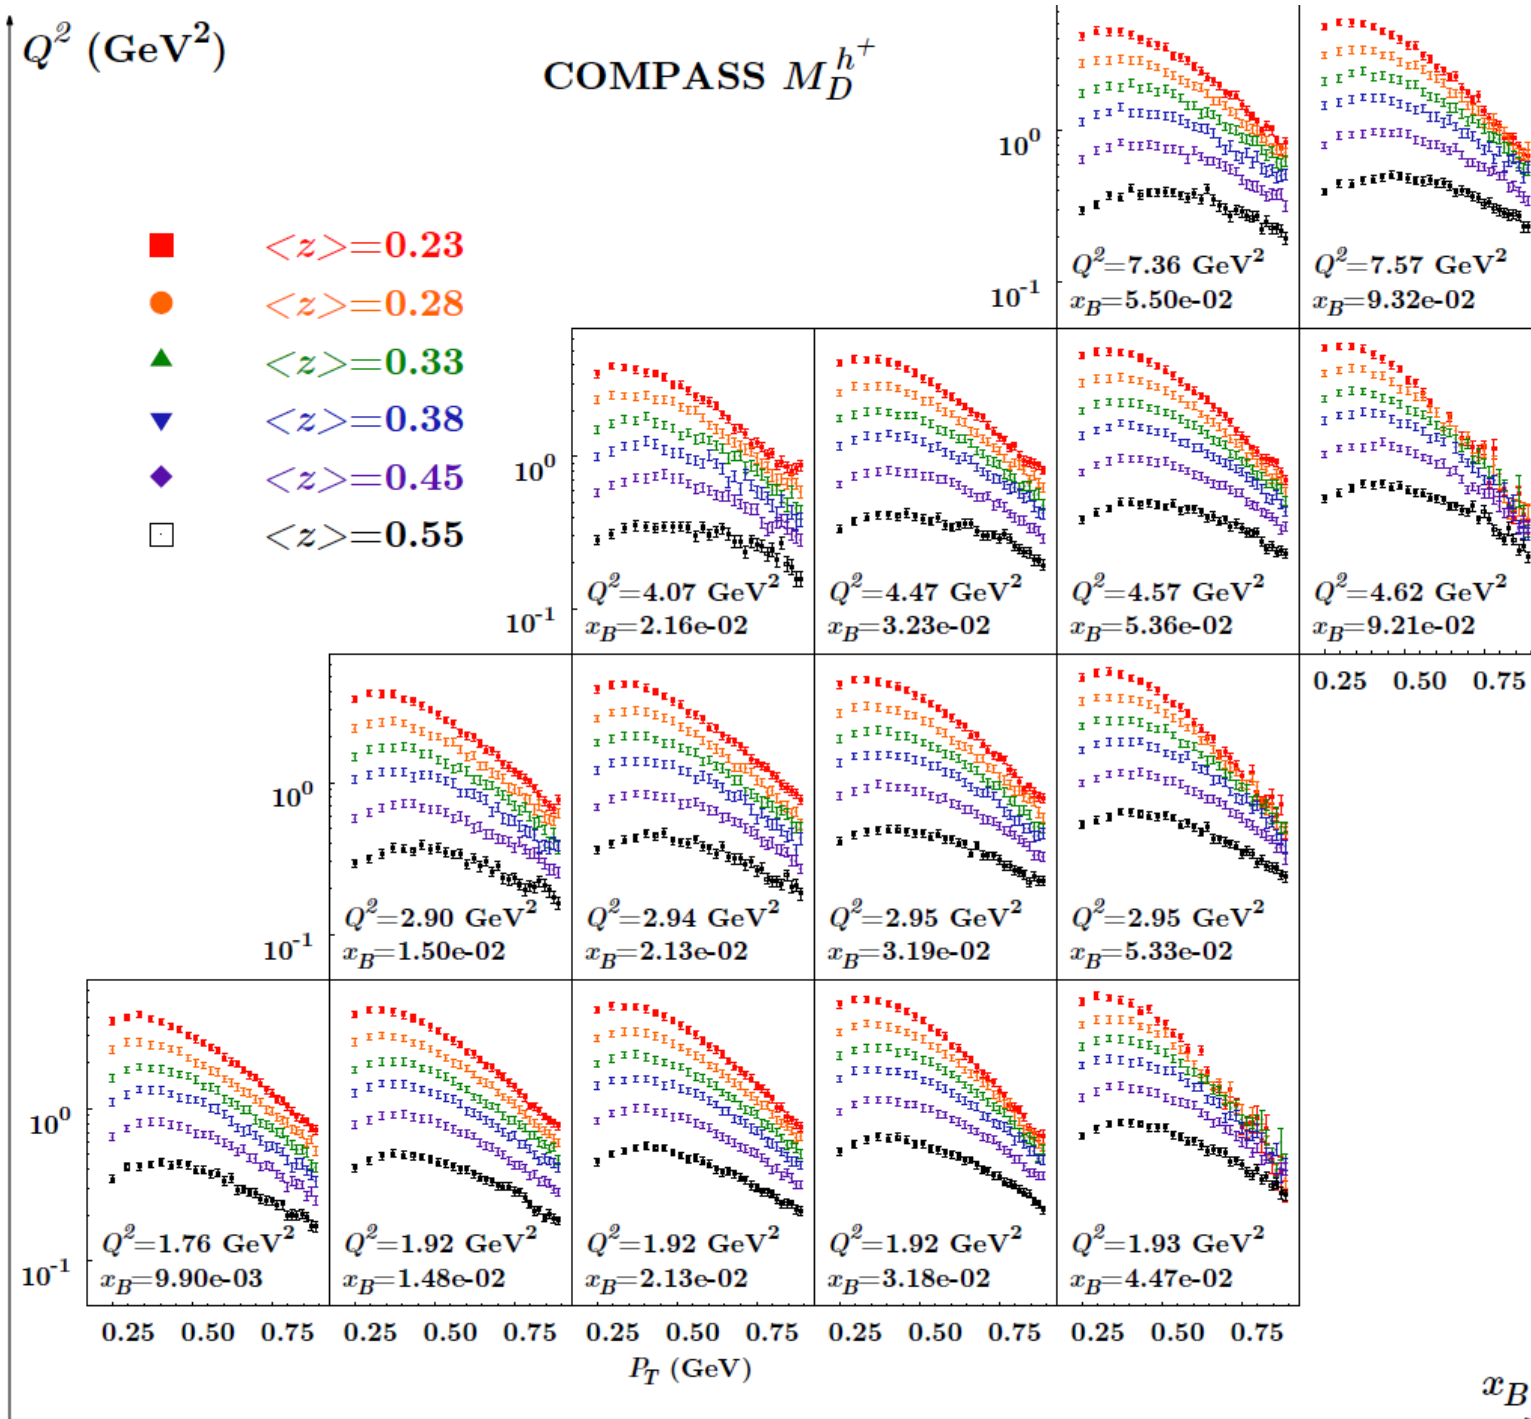 Q² (GeV²)
COMPASS M_D^{h⁺}
<z>=0.23
<z>=0.28
<z>=0.33
<z>=0.38
<z>=0.45
<z>=0.55
10⁰
10⁻¹
Q²=7.36 GeV²
x_B=5.50e-02
Q²=7.57 GeV²
x_B=9.32e-02
10⁰
10⁻¹
Q²=4.07 GeV²
x_B=2.16e-02
Q²=4.47 GeV²
x_B=3.23e-02
Q²=4.57 GeV²
x_B=5.36e-02
Q²=4.62 GeV²
x_B=9.21e-02
0.25 0.50 0.75
10⁰
10⁻¹
Q²=2.90 GeV²
x_B=1.50e-02
Q²=2.94 GeV²
x_B=2.13e-02
Q²=2.95 GeV²
x_B=3.19e-02
Q²=2.95 GeV²
x_B=5.33e-02
10⁰
10⁻¹
Q²=1.76 GeV²
x_B=9.90e-03
Q²=1.92 GeV²
x_B=1.48e-02
Q²=1.92 GeV²
x_B=2.13e-02
Q²=1.92 GeV²
x_B=3.18e-02
Q²=1.93 GeV²
x_B=4.47e-02
0.25 0.50 0.75 0.25 0.50 0.75 0.25 0.50 0.75 0.25 0.50 0.75 0.25 0.50 0.75
P_T (GeV)
x_B